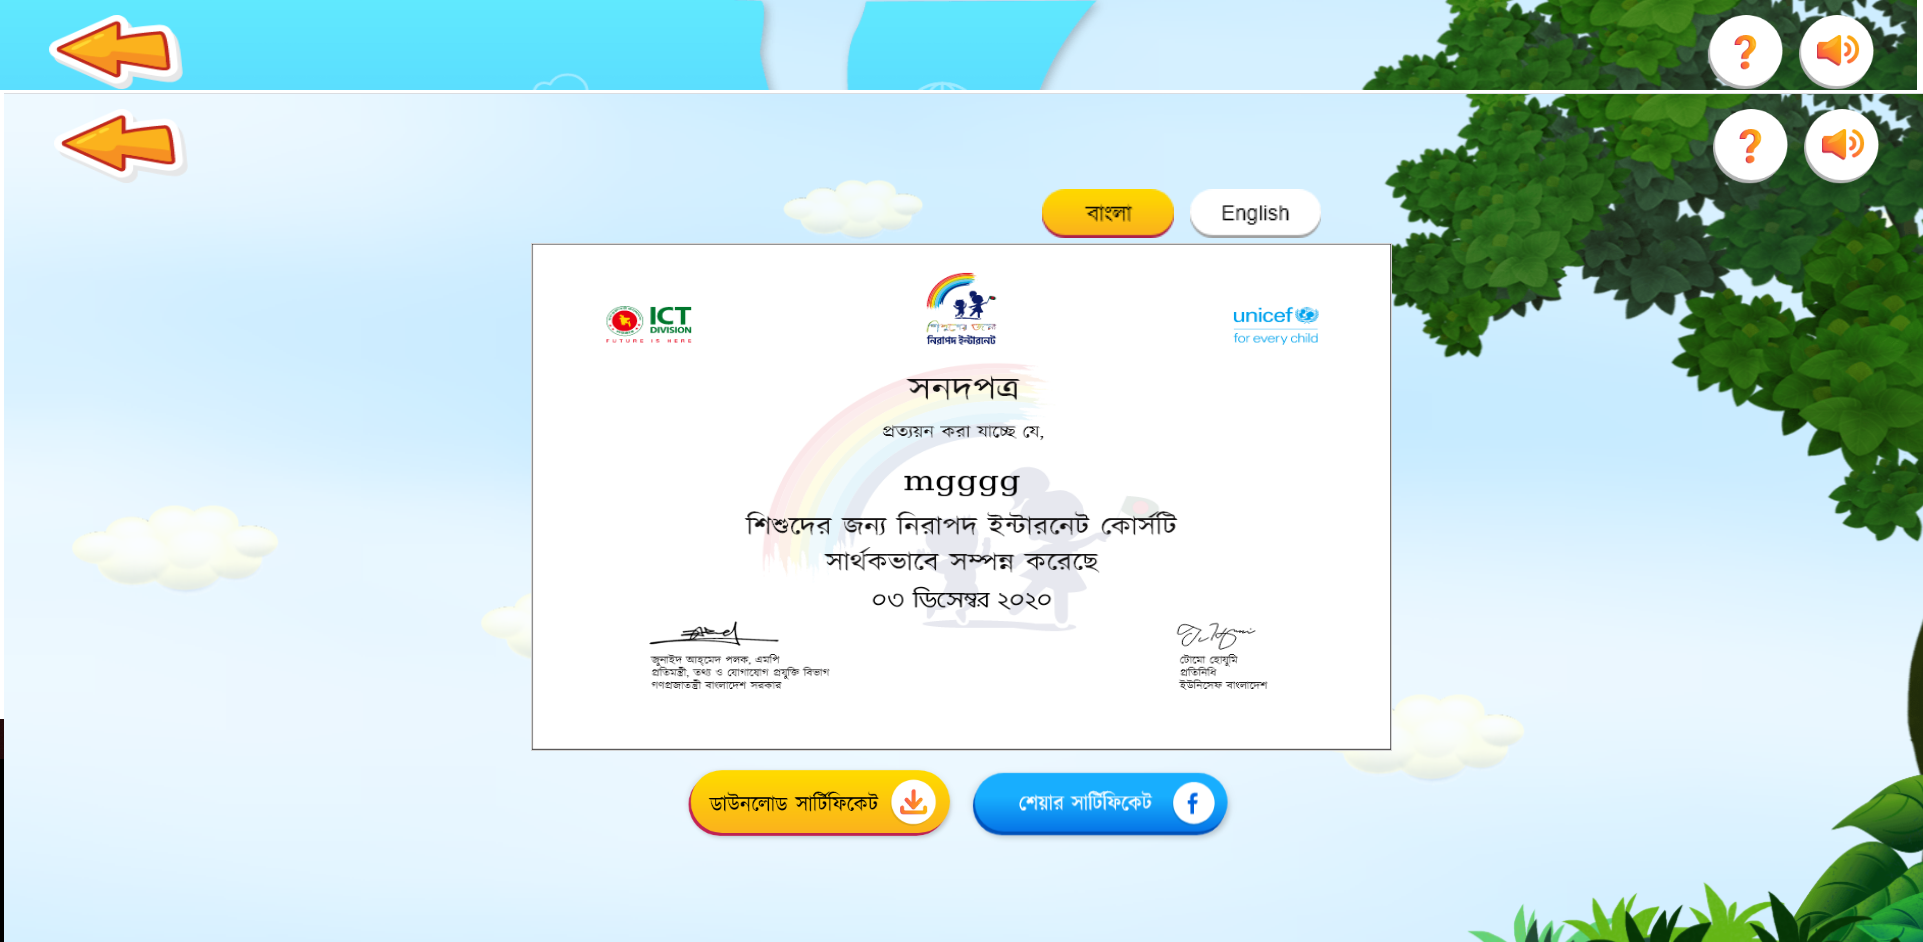 ?
?
বাংলা
English
ICT
DIVISION
FUTURE IS HERE
শিশুদের জন্য
নিরাপদ ইন্টারনেট
unicef
for every child
সনদপত্র
প্রত্যয়ন করা যাচ্ছে যে,
mgggg
শিশুদের জন্য নিরাপদ ইন্টারনেট কোর্সটি
সার্থকভাবে সম্পন্ন করেছে
০৩ ডিসেম্বর ২০২০
জুনাইদ আহ্‌মেদ পলক, এমপি
প্রতিমন্ত্রী, তথ্য ও যোগাযোগ প্রযুক্তি বিভাগ
গণপ্রজাতন্ত্রী বাংলাদেশ সরকার
টোমো হোযুমি
প্রতিনিধি
ইউনিসেফ বাংলাদেশ
ডাউনলোড সার্টিফিকেট
শেয়ার সার্টিফিকেট